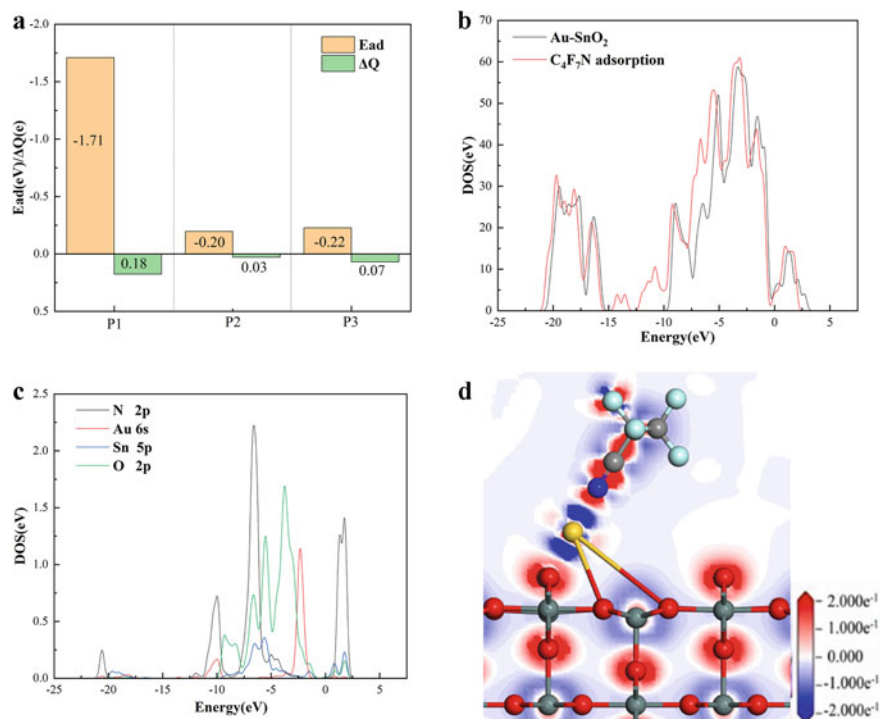 a
-2.0
-1.5
-1.0
-0.5
0.0
0.5
Ead(eV)/ΔQ(e)
Ead
ΔQ
-1.71
0.18
-0.20
0.03
-0.22
0.07
P1
P2
P3
b
70
60
50
40
30
20
10
0
DOS(eV)
Au-SnO₂
C₄F₇N adsorption
-25
-20
-15
-10
-5
0
5
Energy(eV)
c
2.5
2.0
1.5
1.0
0.5
0.0
DOS(eV)
N 2p
Au 6s
Sn 5p
O 2p
-25
-20
-15
-10
-5
0
5
Energy(eV)
d
2.000e⁻¹
1.000e⁻¹
0.000
-1.000e⁻¹
-2.000e⁻¹